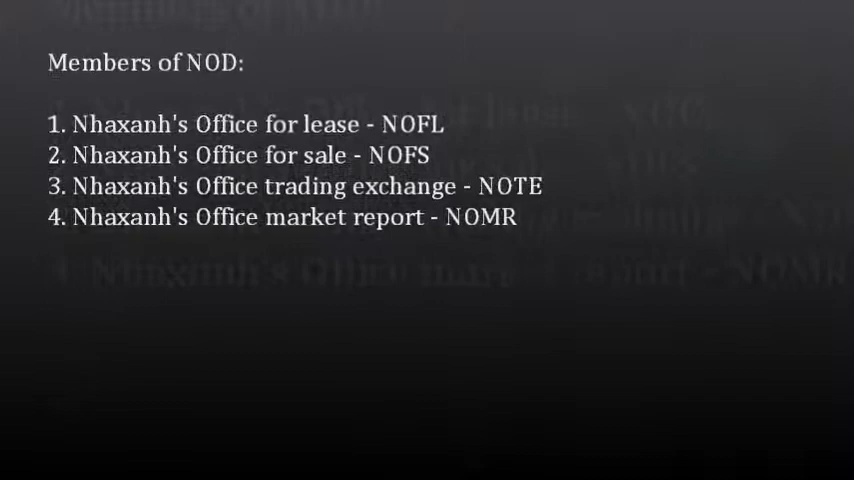 Members of NOD:
1. Nhaxanh's Office for lease - NOFL
2. Nhaxanh's Office for sale - NOFS
3. Nhaxanh's Office trading exchange - NOTE
4. Nhaxanh's Office market report - NOMR